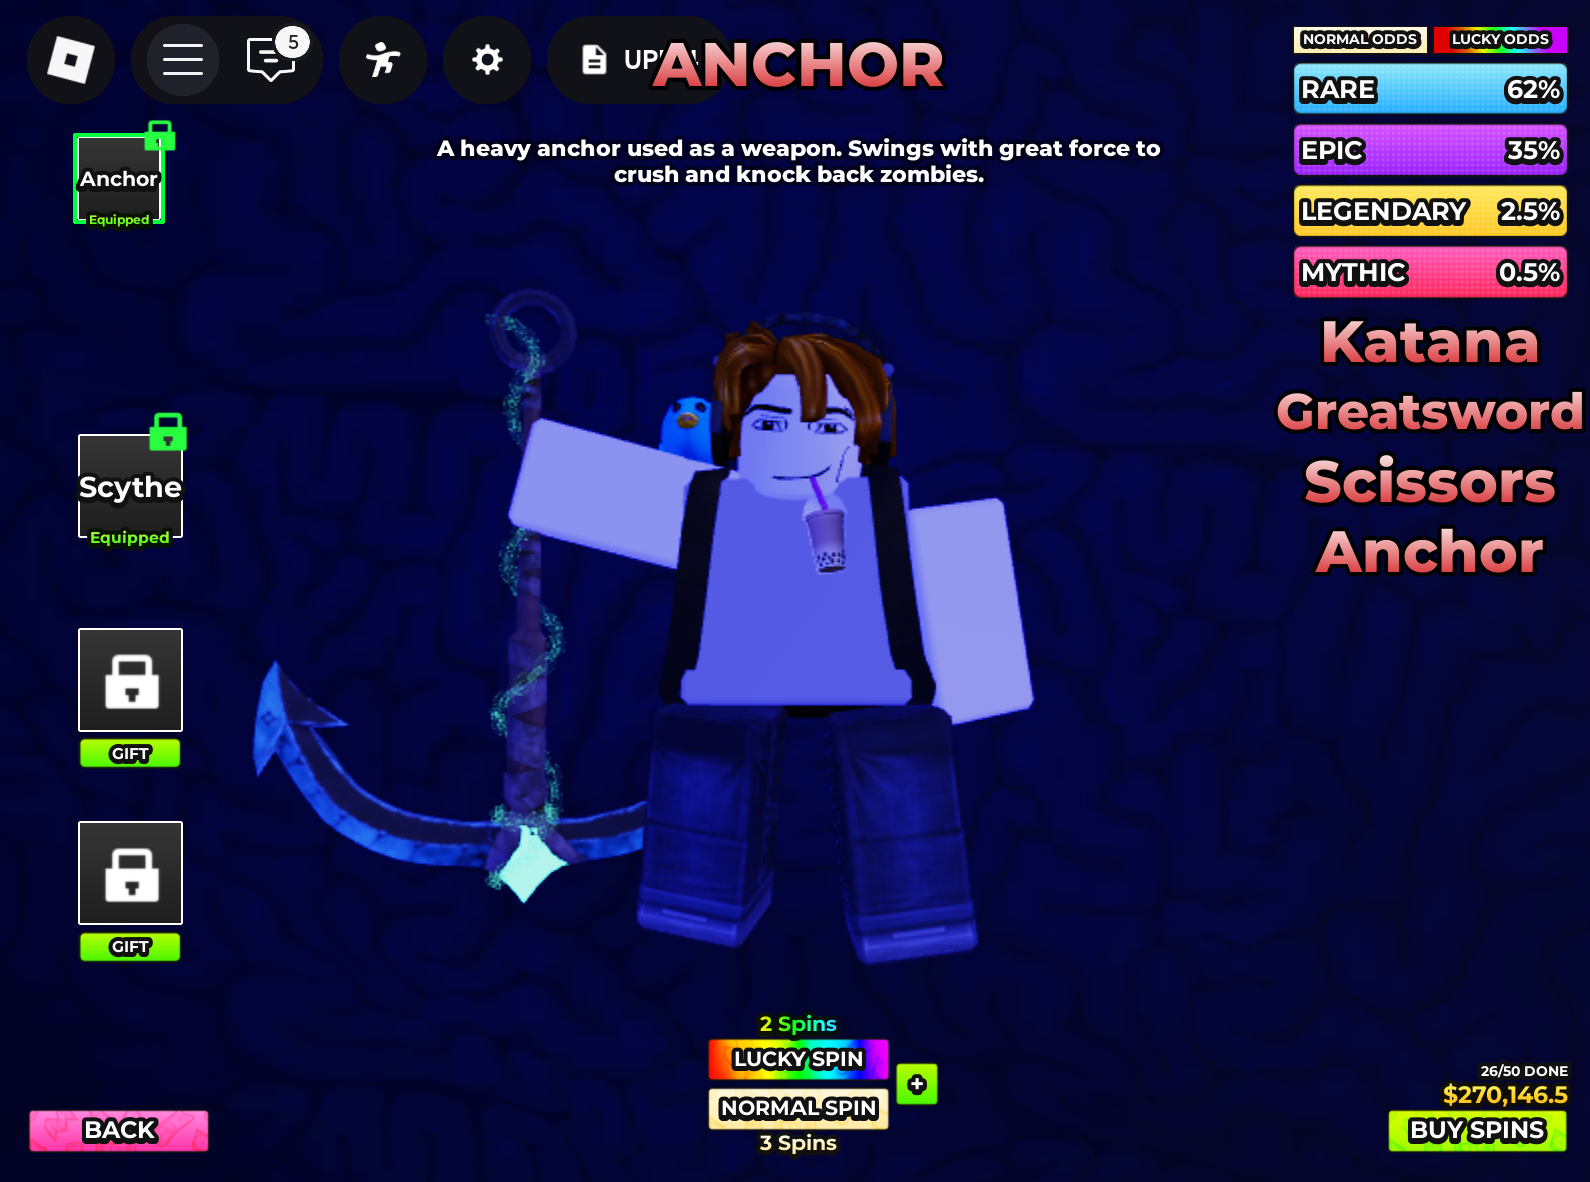 5
ANCHOR
A heavy anchor used as a weapon. Swings with great force to
crush and knock back zombies.
Anchor
Equipped
Scythe
Equipped
GIFT
GIFT
NORMAL ODDS
LUCKY ODDS
RARE 62%
EPIC 35%
LEGENDARY 2.5%
MYTHIC 0.5%
Katana
Greatsword
Scissors
Anchor
2 Spins
LUCKY SPIN
NORMAL SPIN
3 Spins
26/50 DONE
$270,146.5
BUY SPINS
BACK